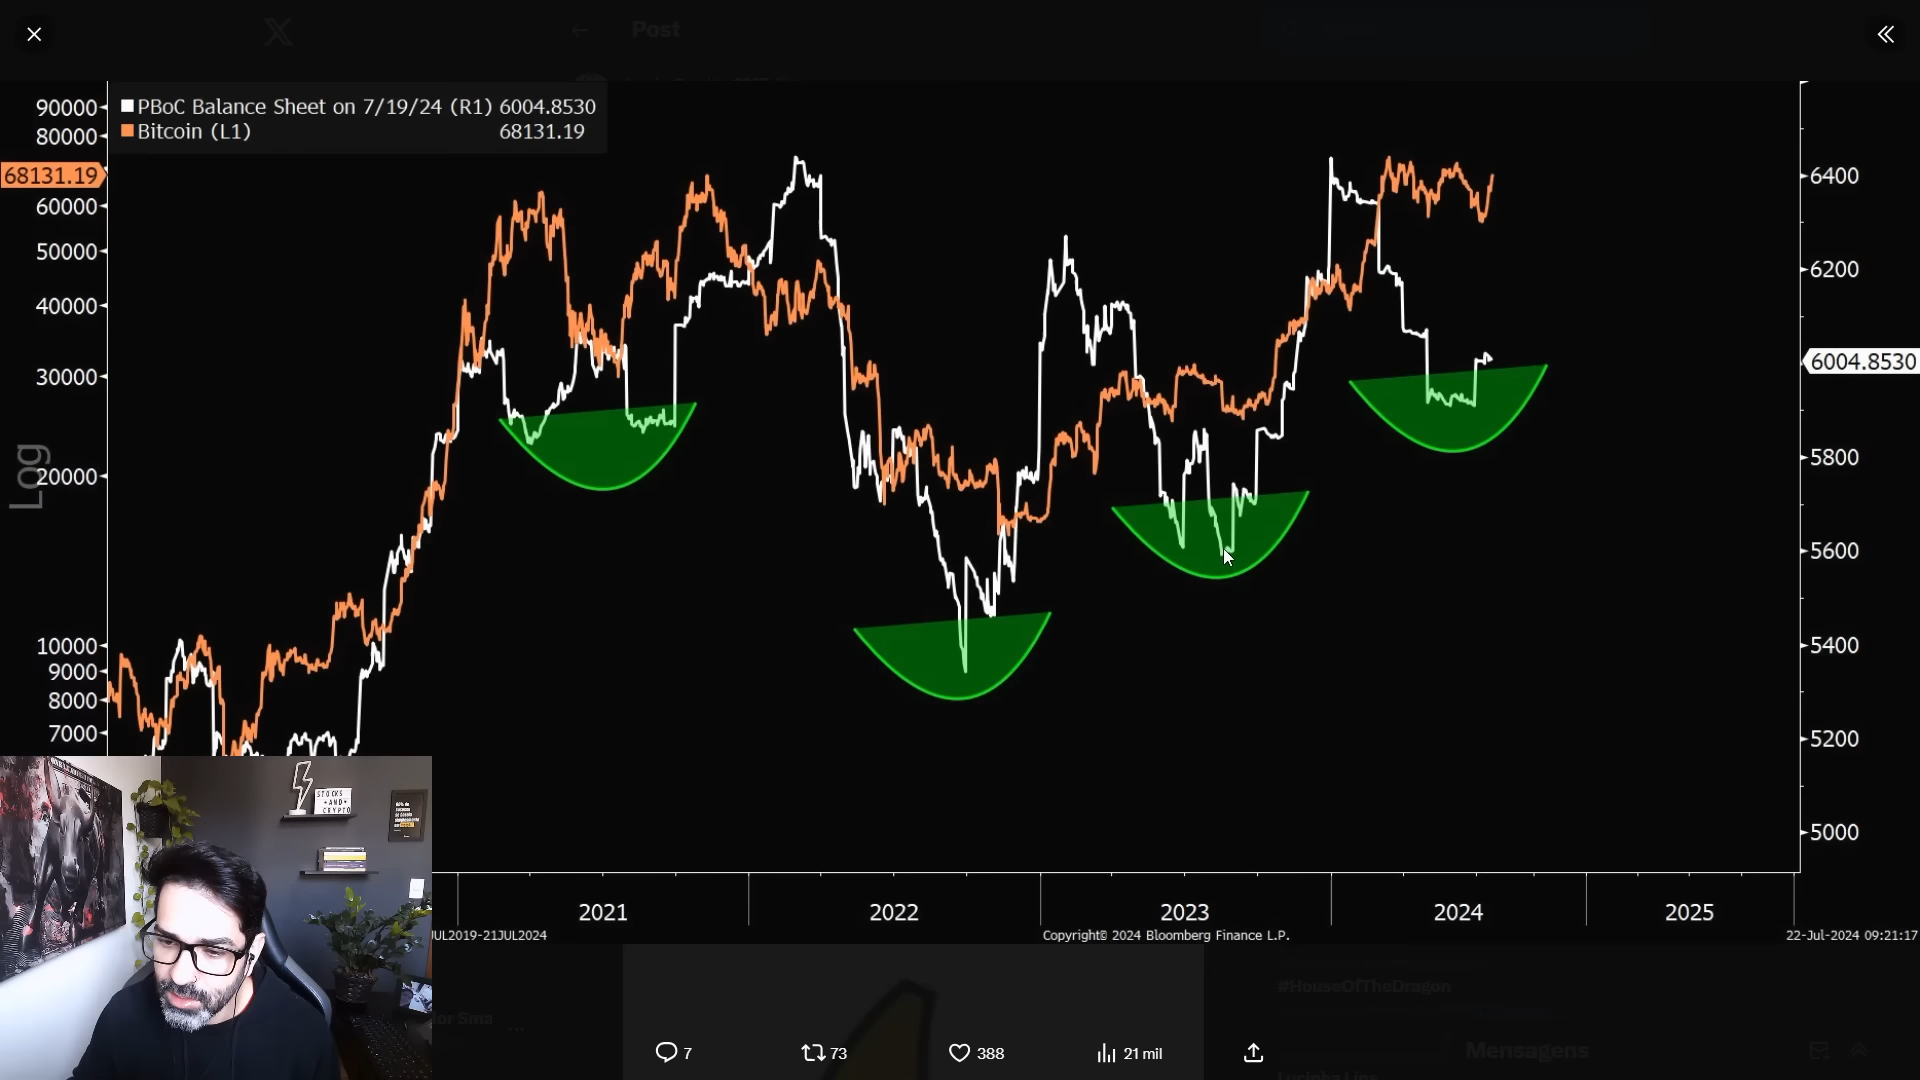 Post
PBoC Balance Sheet on 7/19/24 (R1) 6004.8530
Bitcoin (L1) 68131.19
90000
80000
68131.19
60000
50000
40000
30000
20000
10000
9000
8000
7000
Log
6400
6200
6004.8530
5800
5600
5400
5200
5000
2021
2022
2023
2024
2025
JUL2019-21JUL2024
Copyright© 2024 Bloomberg Finance L.P.
22-Jul-2024 09:21:17
STOCKS
AND
CRYPTO
#HouseOfTheDragon
dor Sma
7
73
388
21 mil
Mensagens